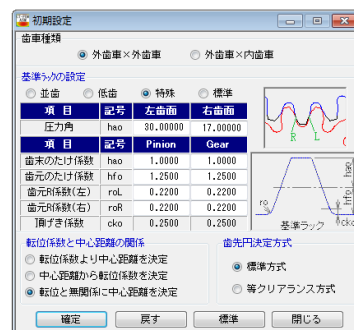 初期設定
歯車種類
外歯車×外歯車 外歯車×内歯車
基準ラックの設定
並歯 低歯 特殊 標準
項 目 記号 左歯面 右歯面
圧力角 hao 30.00000 17.00000
項 目 記号 Pinion Gear
歯末のたけ係数 hac 1.0000 1.0000
歯元のたけ係数 hfo 1.2500 1.2500
歯元R係数(左) roL 0.2200 0.2200
歯元R係数(右) roR 0.2200 0.2200
頂げき係数 cko 0.2500 0.2500
R L
ro hfo hac cko
基準ラック
転位係数と中心距離の関係
転位係数より中心距離を決定
中心距離から転位係数を決定
転位と無関係に中心距離を決定
歯先円決定方式
標準方式
等クリアランス方式
確定 戻す 標準 閉じる